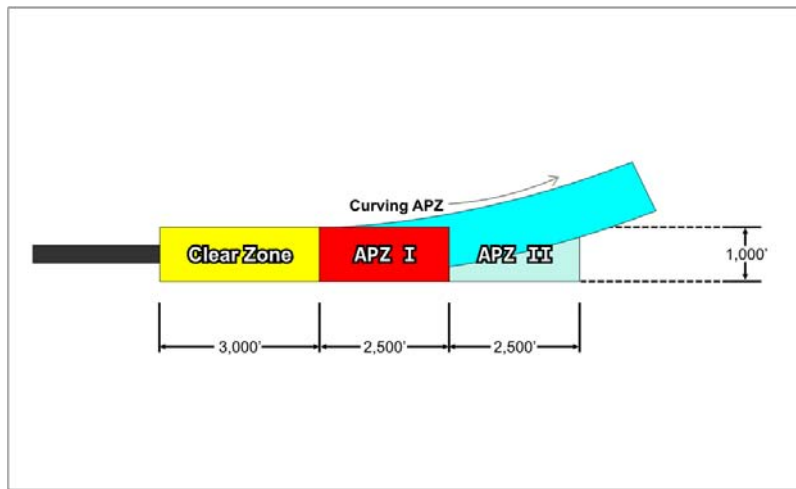 Curving APZ
Clear Zone
APZ I
APZ II
1,000'
3,000'
2,500'
2,500'